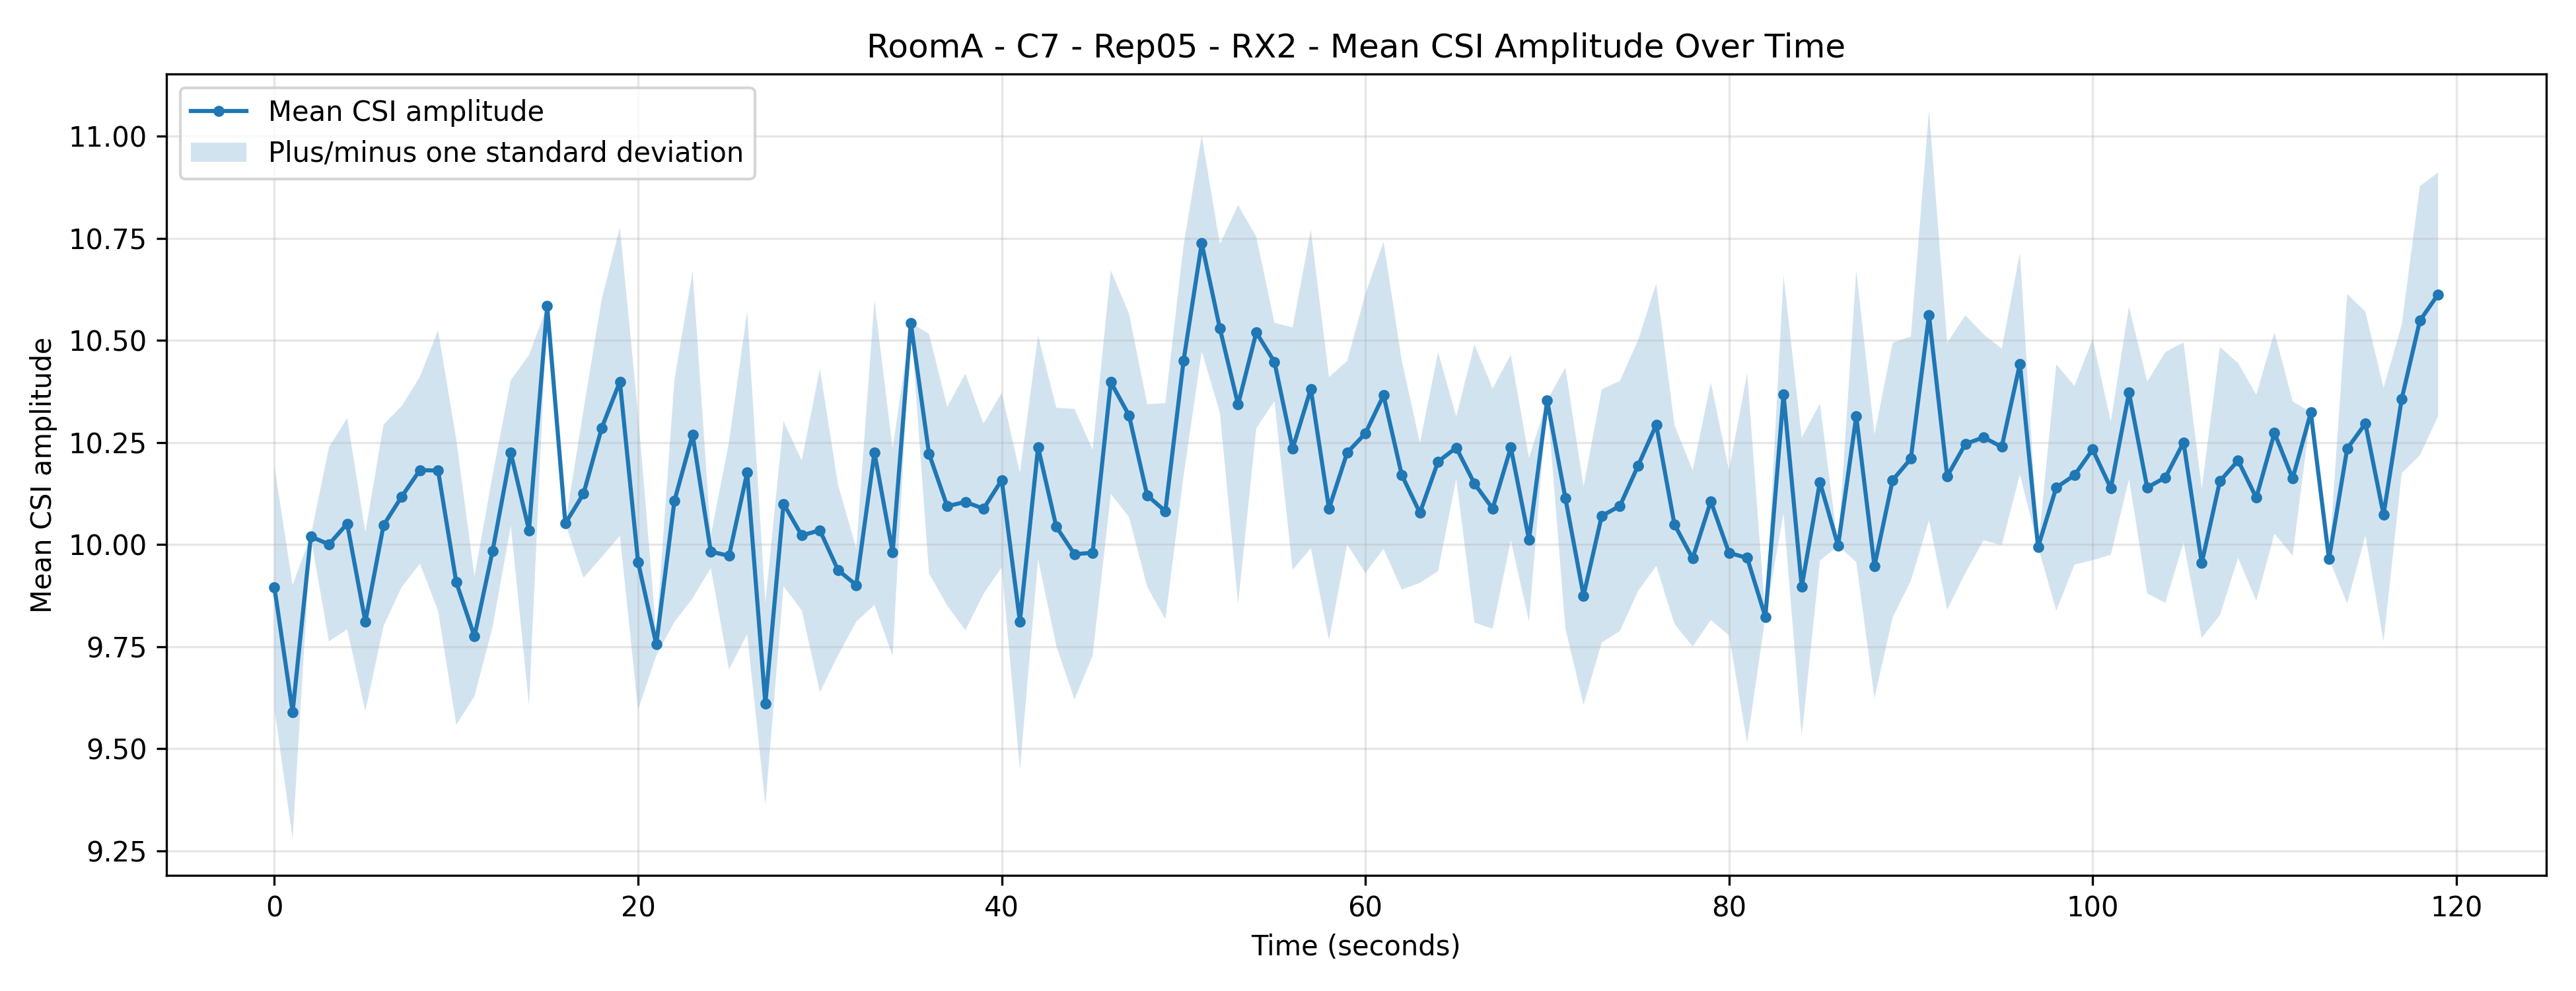 RoomA - C7 - Rep05 - RX2 - Mean CSI Amplitude Over Time
Mean CSI amplitude
Plus/minus one standard deviation
Mean CSI amplitude
11.00
10.75
10.50
10.25
10.00
9.75
9.50
9.25
0 20 40 60 80 100 120
Time (seconds)